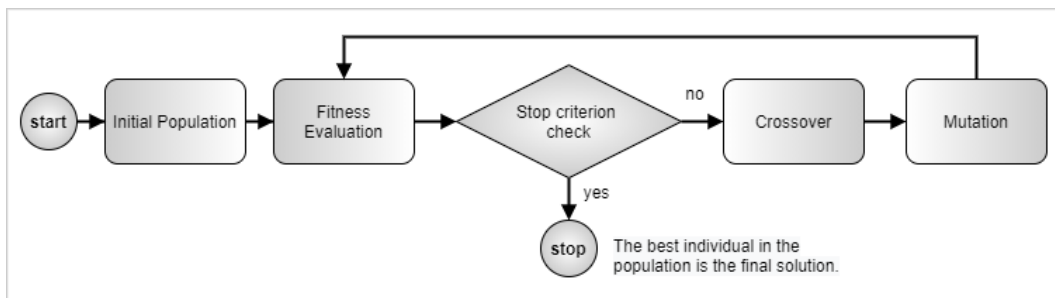 start
Initial Population
Fitness
Evaluation
Stop criterion
check
no
Crossover
Mutation
yes
stop
The best individual in the
population is the final solution.